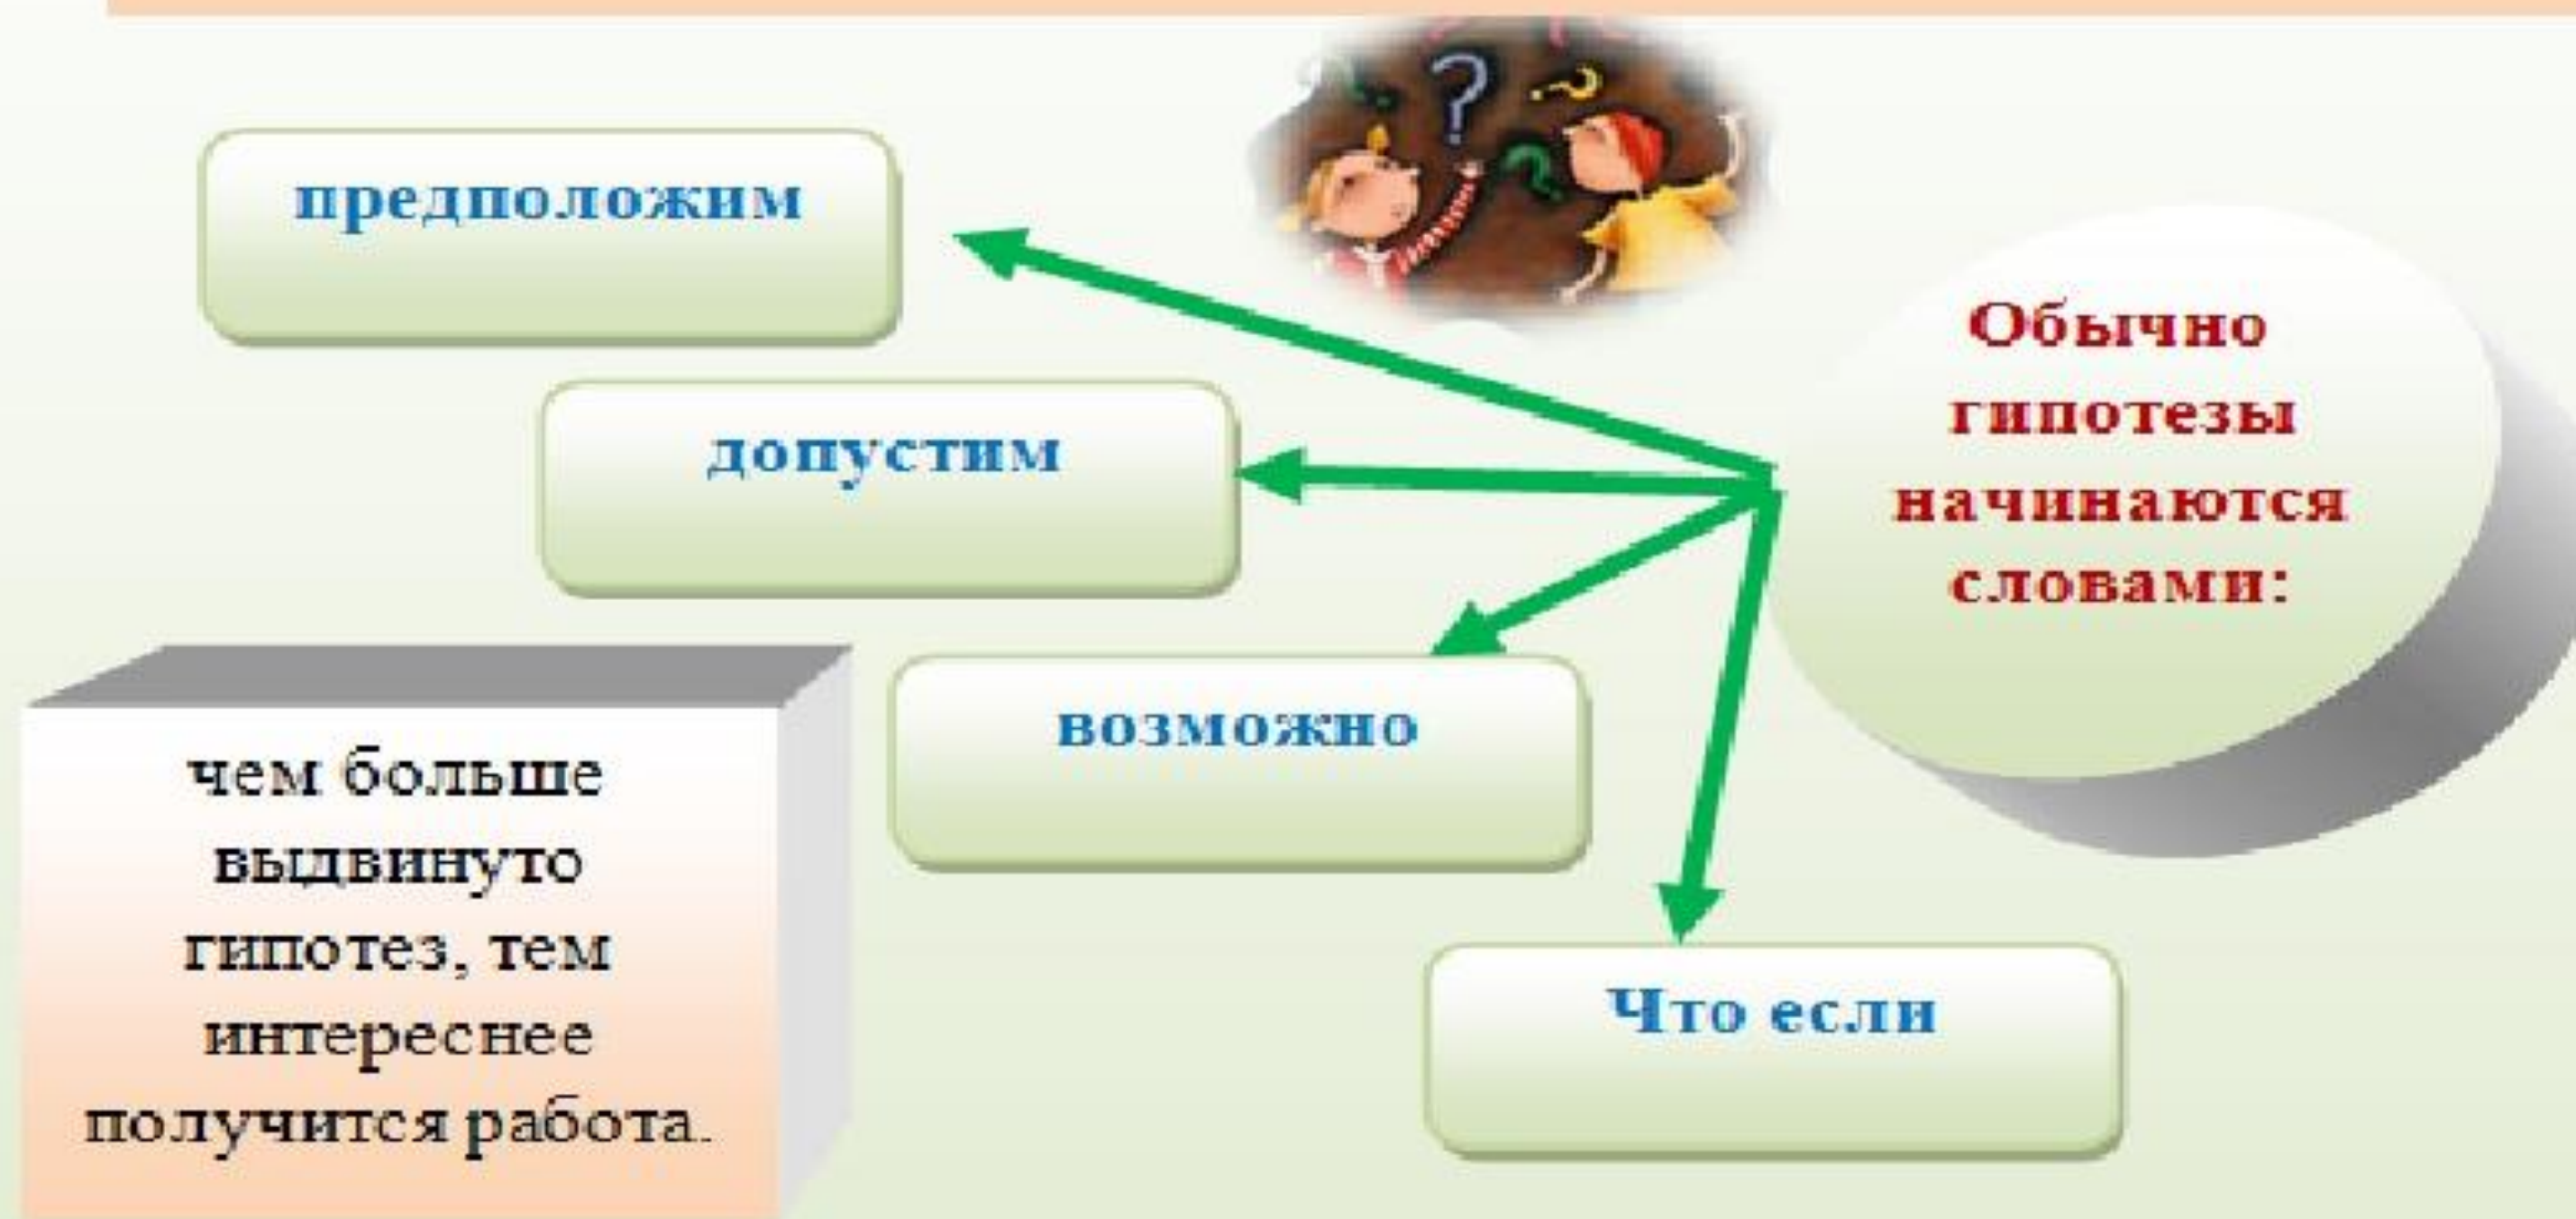 Обычно
гипотезы
начинаются
словами:
предположим
допустим
возможно
Что если
чем больше
выдвинуто
гипотез, тем
интереснее
получится работа.